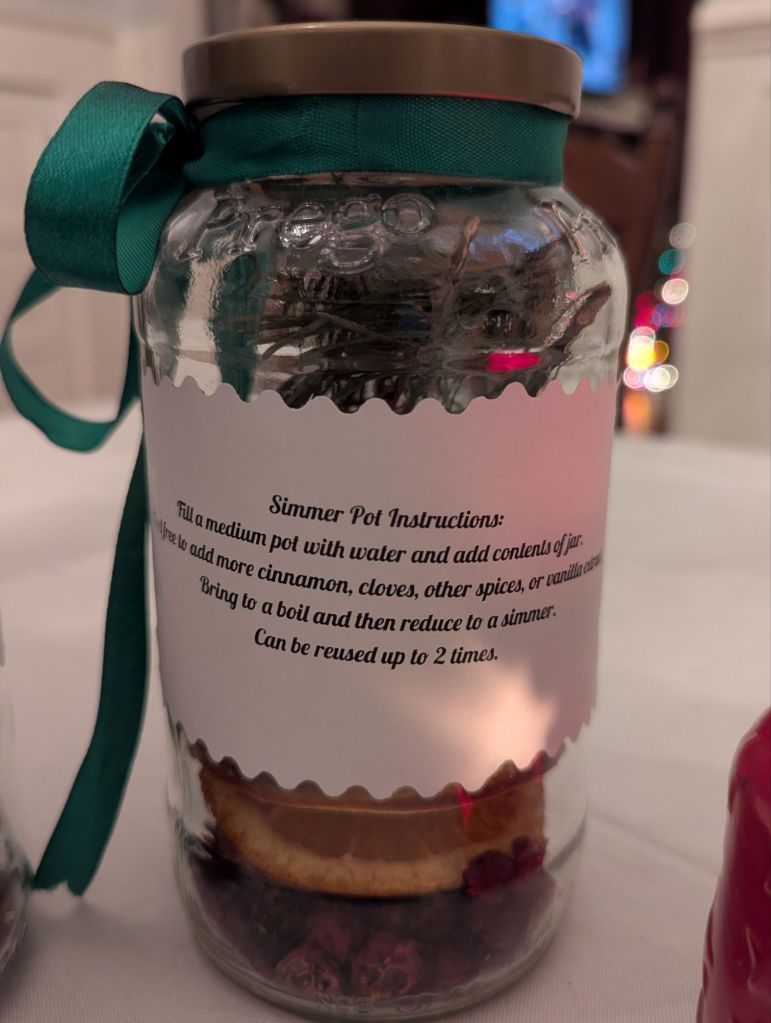 Prego
Simmer Pot Instructions:
Fill a medium pot with water and add contents of jar.
free to add more cinnamon, cloves, other spices, or vanilla
Bring to a boil and then reduce to a simmer.
Can be reused up to 2 times.